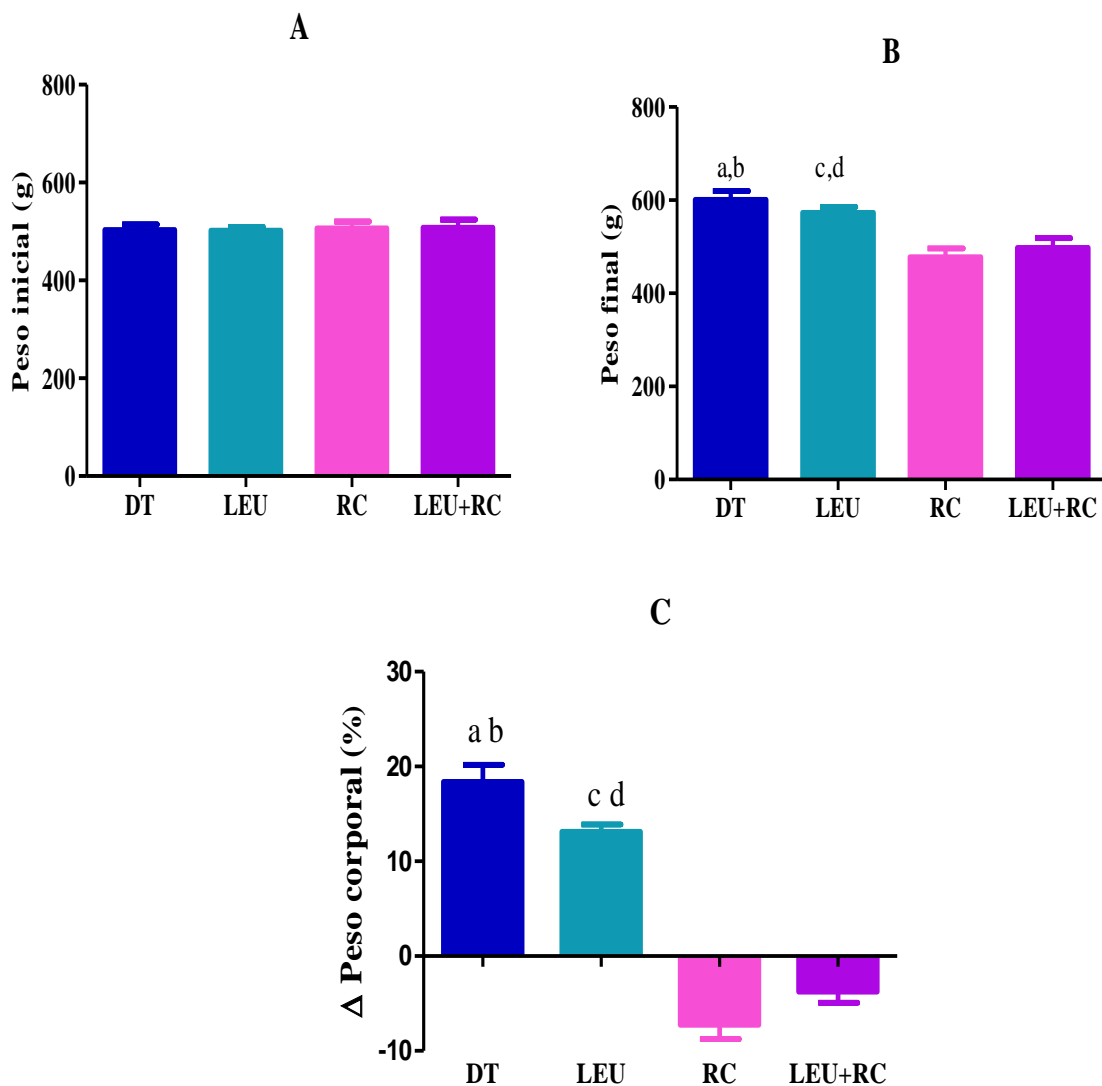 A
Peso inicial (g)
800
600
400
200
0
DT LEU RC LEU+RC
B
Peso final (g)
800
600
400
200
0
a,b c,d
DT LEU RC LEU+RC
C
Δ Peso corporal (%)
30
20
10
0
-10
a b
c d
DT LEU RC LEU+RC